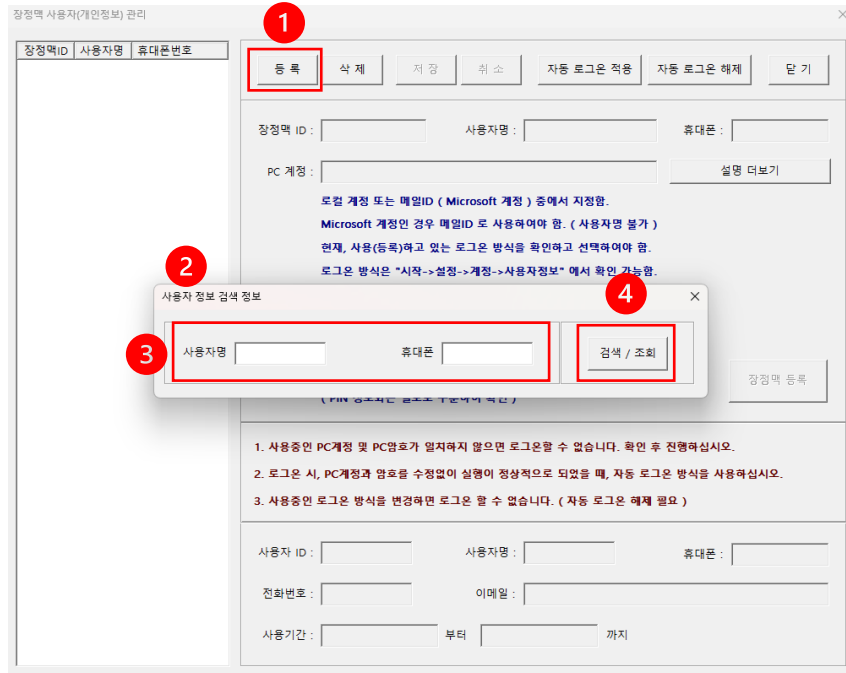 장정맥 사용자(개인정보) 관리
1
장정맥ID 사용자명 휴대폰번호
등 록 삭 제 저 장 취 소 자동 로그온 적용 자동 로그온 해제 닫 기
장정맥 ID : 사용자명 : 휴대폰 :
PC 계정 : 설명 더보기
로컬 계정 또는 메일ID ( Microsoft 계정 ) 중에서 지정함.
Microsoft 계정인 경우 메일ID 로 사용하여야 함. ( 사용자명 불가 )
현재, 사용(등록)하고 있는 로그온 방식을 확인하고 선택하여야 함.
로그온 방식은 "시작->설정->계정->사용자정보" 에서 확인 가능함.
2
4
사용자 정보 검색 정보
3
사용자명 휴대폰 검색 / 조회
장정맥 등록
( PIN
1. 사용중인 PC계정 및 PC암호가 일치하지 않으면 로그온할 수 없습니다. 확인 후 진행하십시오.
2. 로그온 시, PC계정과 암호를 수정없이 실행이 정상적으로 되었을 때, 자동 로그온 방식을 사용하십시오.
3. 사용중인 로그온 방식을 변경하면 로그온 할 수 없습니다. ( 자동 로그온 해제 필요 )
사용자 ID : 사용자명 : 휴대폰 :
전화번호 : 이메일 :
사용기간 : 부터 까지